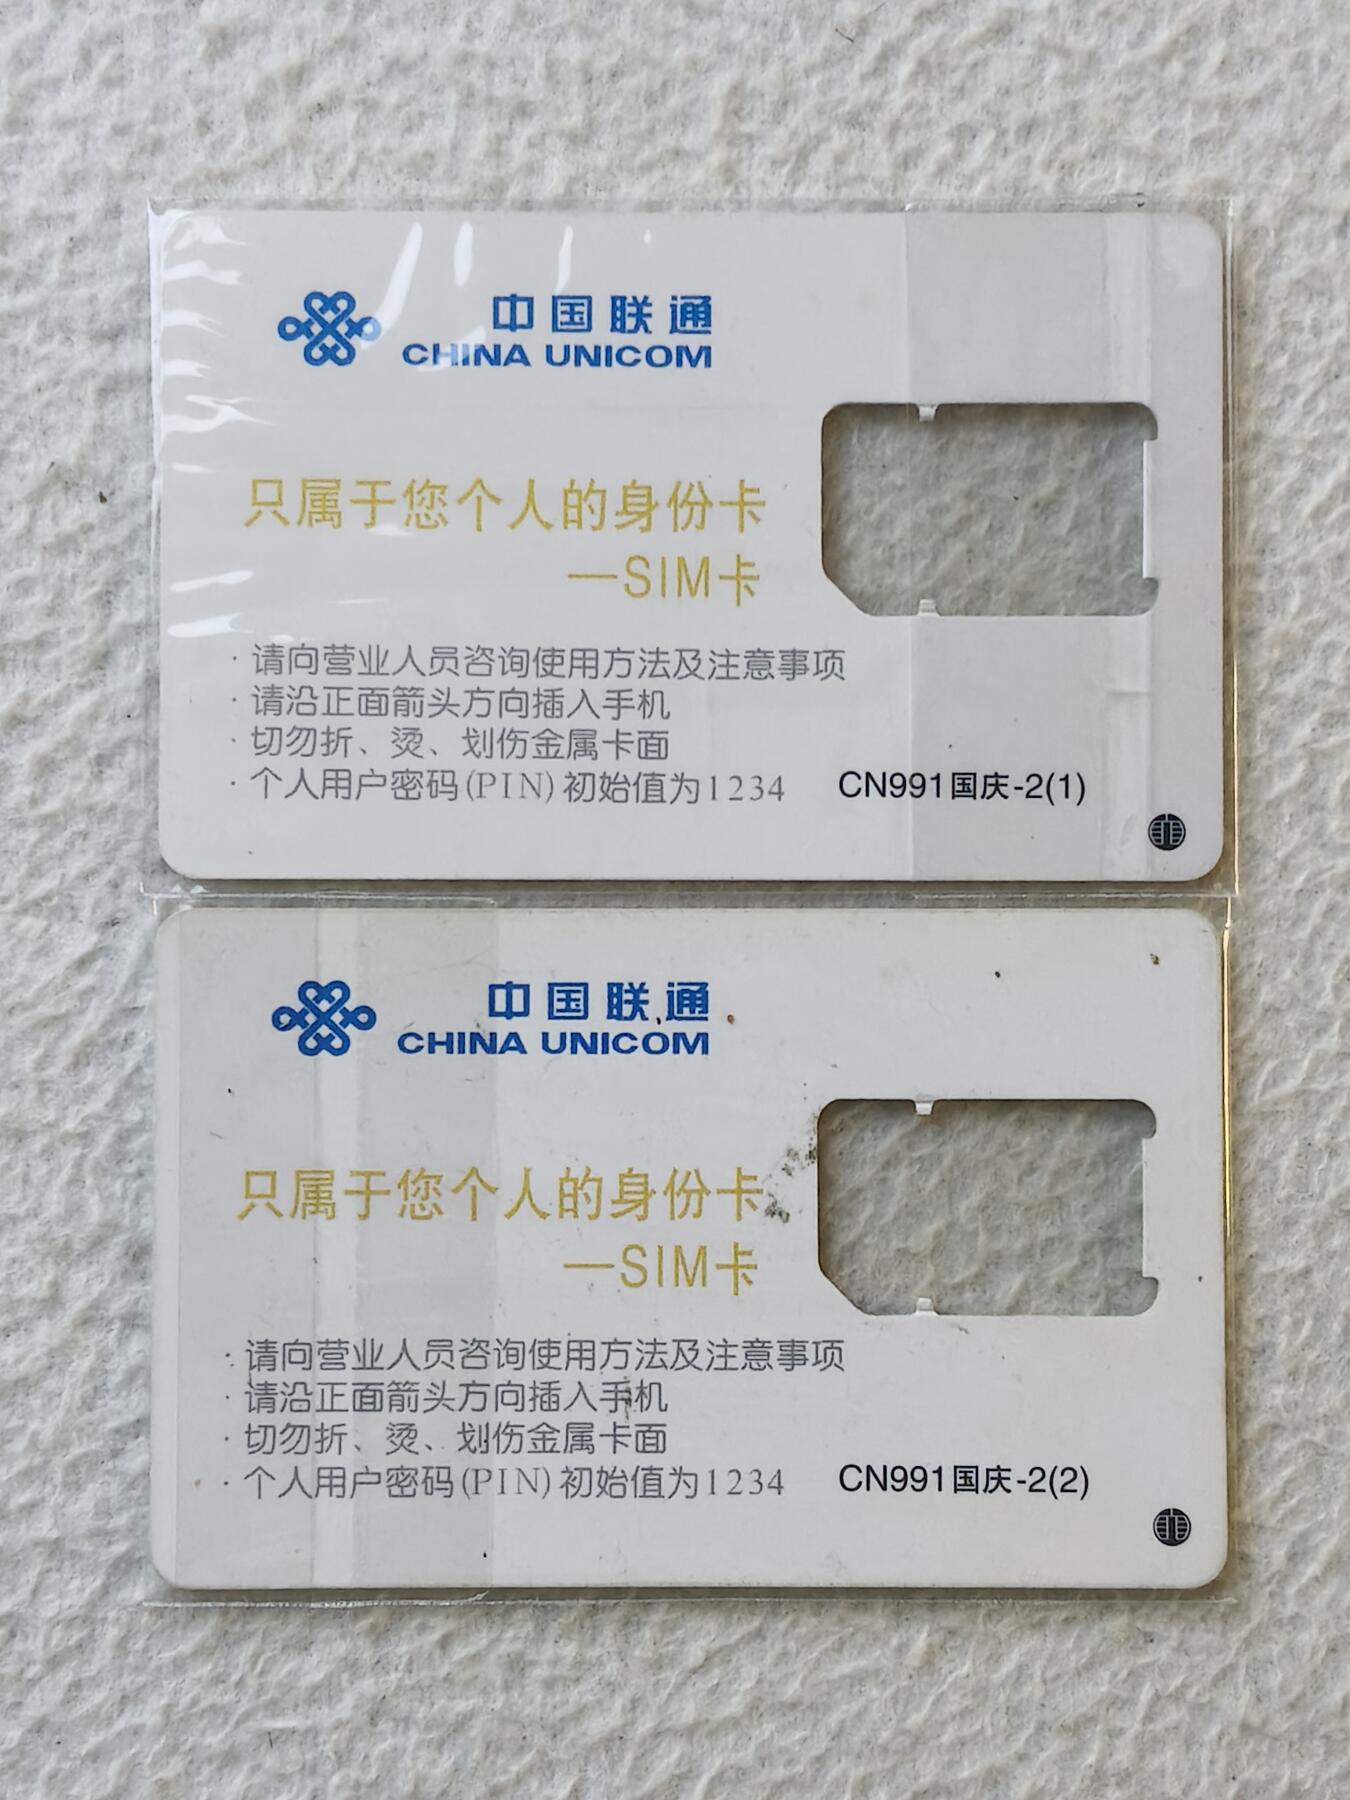 中国联通
CHINA UNICOM
只属于您个人的身份卡
—SIM卡
·请向营业人员咨询使用方法及注意事项
·请沿正面箭头方向插入手机
·切勿折、烫、划伤金属卡面
·个人用户密码(PIN)初始值为1234
CN991国庆-2(1)
中国联通
CHINA UNICOM
只属于您个人的身份卡
—SIM卡
·请向营业人员咨询使用方法及注意事项
·请沿正面箭头方向插入手机
·切勿折、烫、划伤金属卡面
·个人用户密码(PIN)初始值为1234
CN991国庆-2(2)